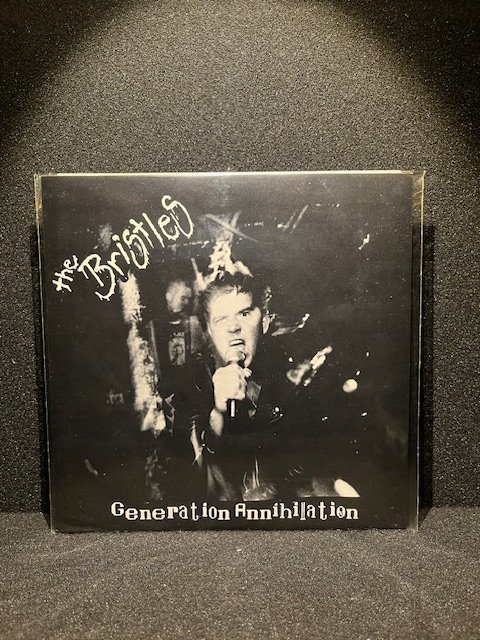 the Bristles
Generation Annihilation